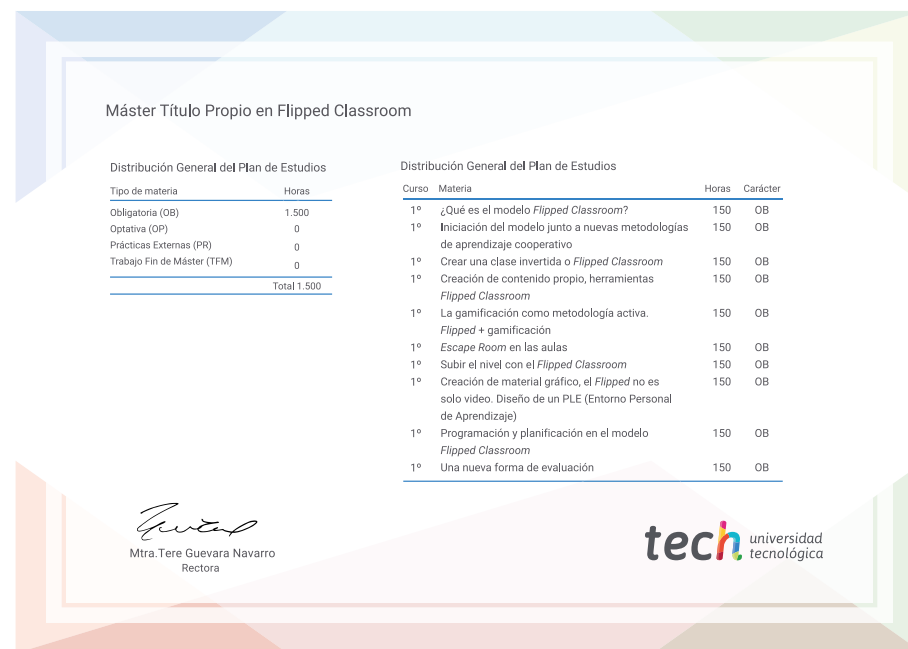 Máster Título Propio en Flipped Classroom
Distribución General del Plan de Estudios
Tipo de materia Horas
Obligatoria (OB) 1.500
Optativa (OP) 0
Prácticas Externas (PR) 0
Trabajo Fin de Máster (TFM) 0
Total 1.500
Distribución General del Plan de Estudios
Curso Materia Horas Carácter
1º ¿Qué es el modelo Flipped Classroom? 150 OB
1º Iniciación del modelo junto a nuevas metodologías 150 OB
de aprendizaje cooperativo
1º Crear una clase invertida o Flipped Classroom 150 OB
1º Creación de contenido propio, herramientas 150 OB
Flipped Classroom
1º La gamificación como metodología activa. 150 OB
Flipped + gamificación
1º Escape Room en las aulas 150 OB
1º Subir el nivel con el Flipped Classroom 150 OB
1º Creación de material gráfico, el Flipped no es 150 OB
solo video. Diseño de un PLE (Entorno Personal
de Aprendizaje)
1º Programación y planificación en el modelo 150 OB
Flipped Classroom
1º Una nueva forma de evaluación 150 OB
Mtra.Tere Guevara Navarro
Rectora
tech universidad
tecnológica